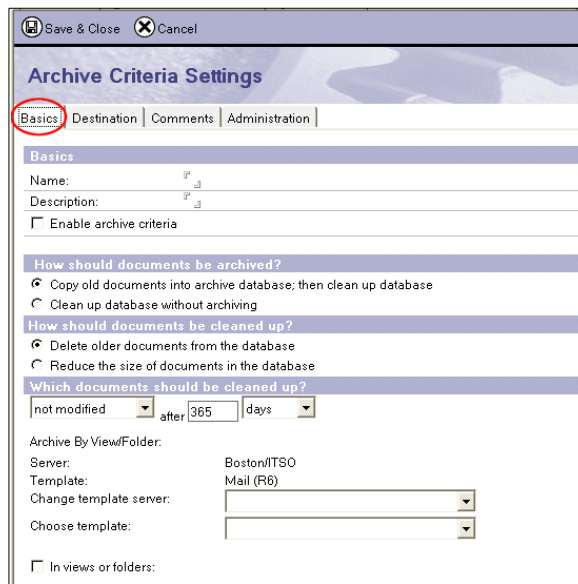 Save & Close Cancel
Archive Criteria Settings
Basics Destination Comments Administration
Basics
Name:
Description:
Enable archive criteria
How should documents be archived?
Copy old documents into archive database; then clean up database
Clean up database without archiving
How should documents be cleaned up?
Delete older documents from the database
Reduce the size of documents in the database
Which documents should be cleaned up?
not modified after 365 days
Archive By View/Folder:
Server: Boston/ITSO
Template: Mail (R6)
Change template server:
Choose template:
In views or folders: